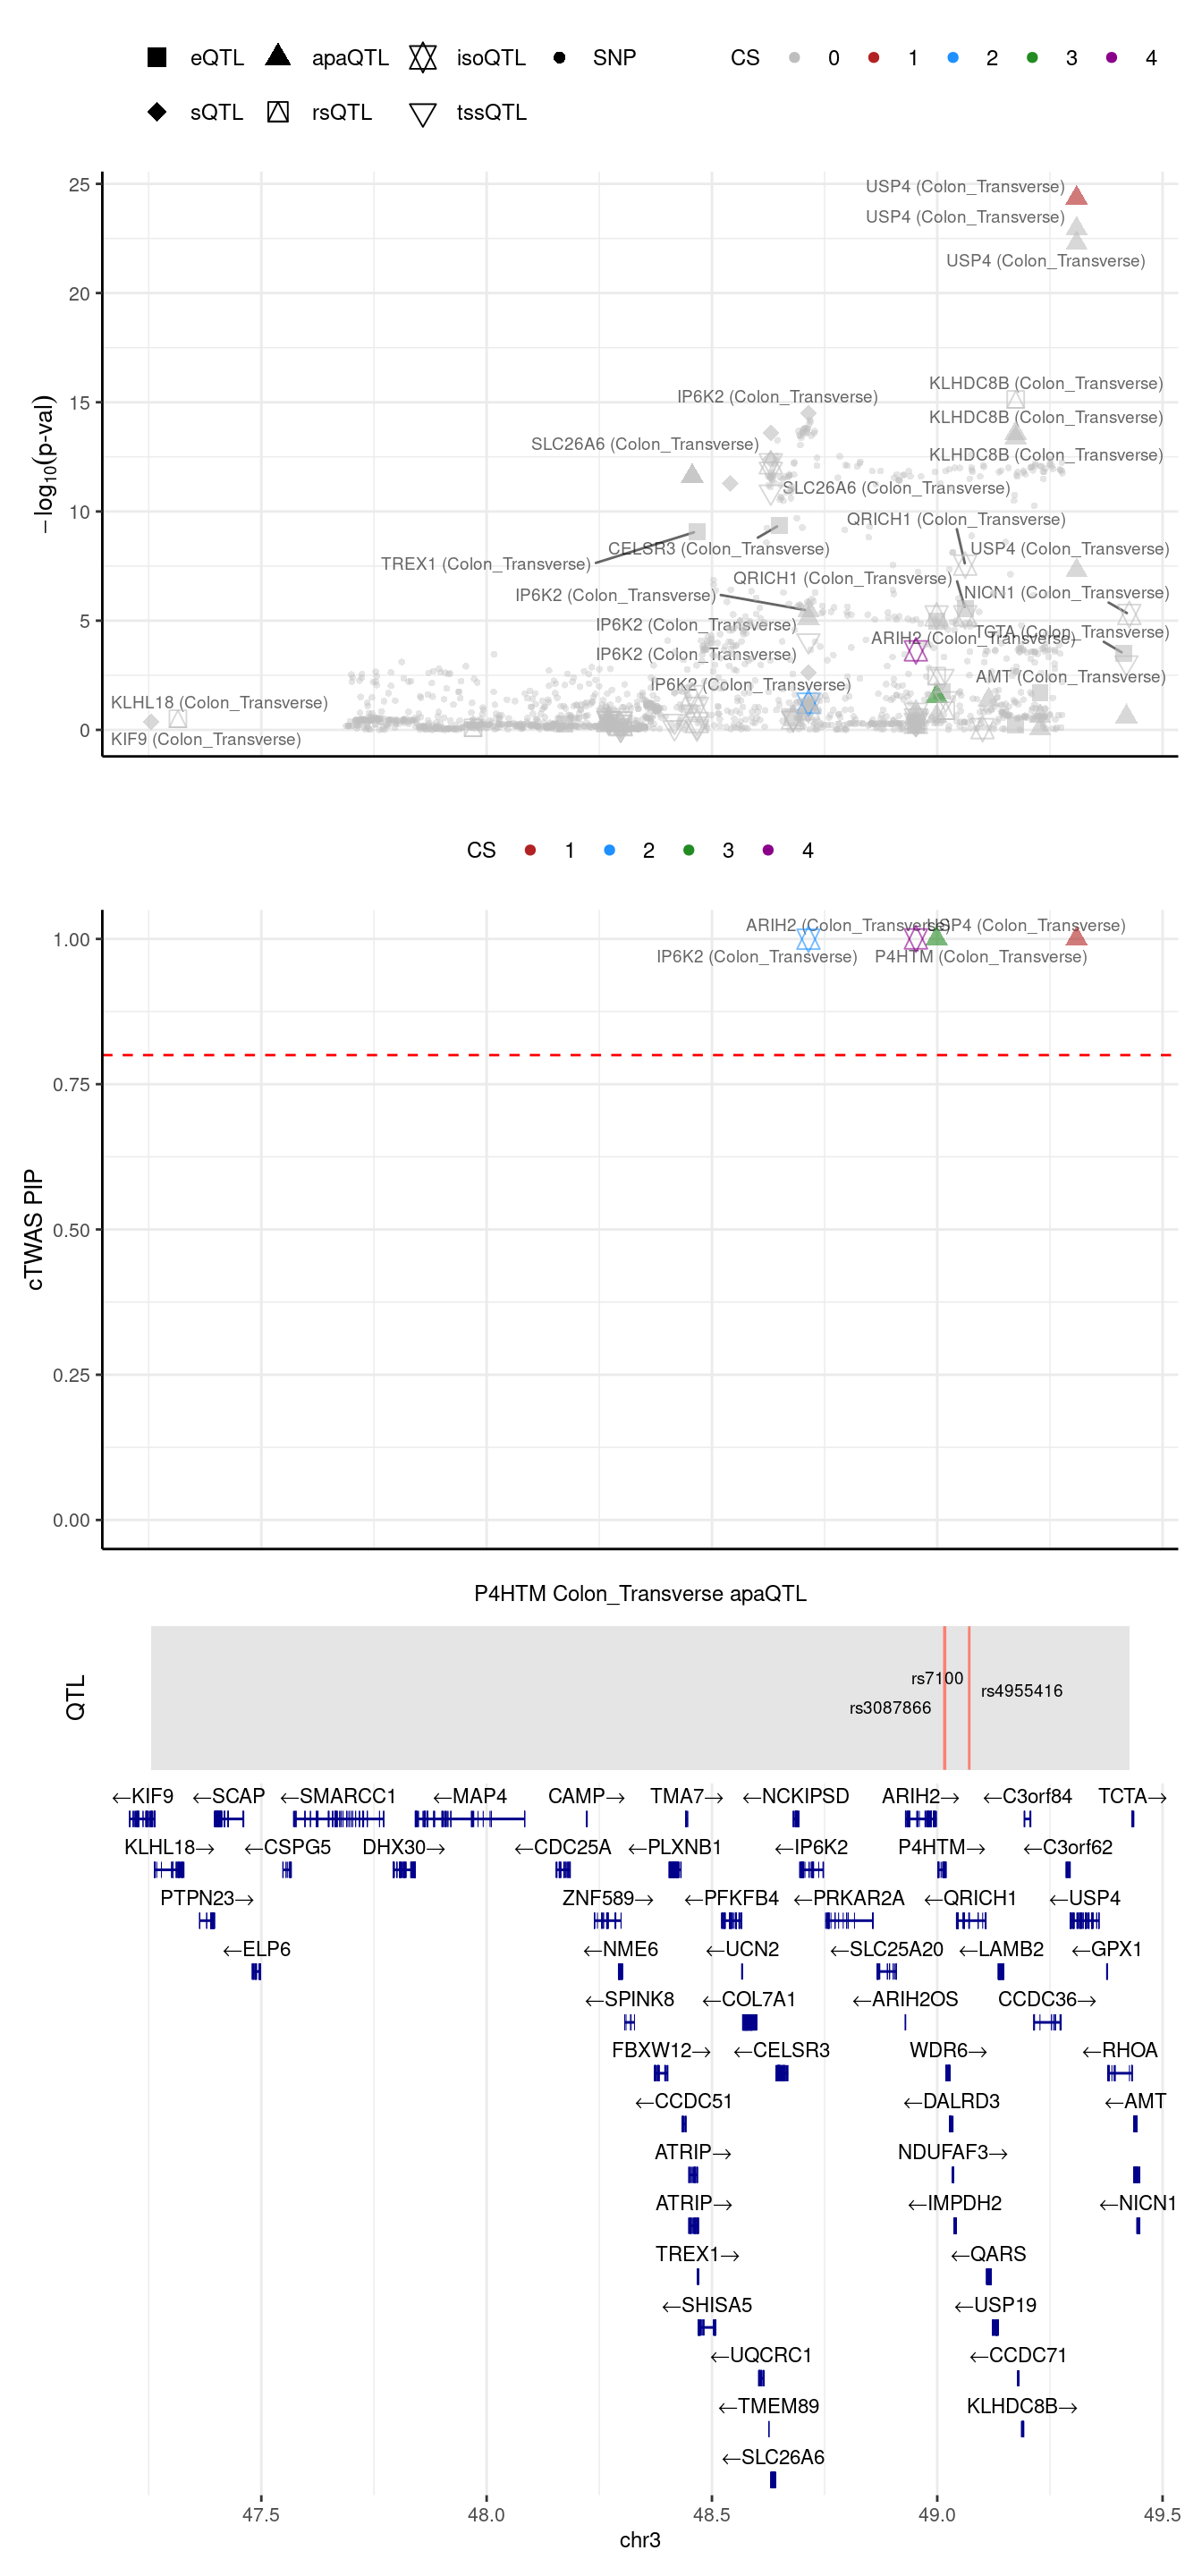 eQTL apaQTL isoQTL SNP CS 0 1 2 3 4
sQTL rsQTL tssQTL
25
USP4 (Colon_Transverse)
USP4 (Colon_Transverse)
USP4 (Colon_Transverse)
20
15
KLHDC8B (Colon_Transverse)
IP6K2 (Colon_Transverse)
KLHDC8B (Colon_Transverse)
SLC26A6 (Colon_Transverse)
KLHDC8B (Colon_Transverse)
SLC26A6 (Colon_Transverse)
10
QRICH1 (Colon_Transverse)
CELSR3 (Colon_Transverse)
USP4 (Colon_Transverse)
TREX1 (Colon_Transverse)
QRICH1 (Colon_Transverse)
IP6K2 (Colon_Transverse)
NICN1 (Colon_Transverse)
5
IP6K2 (Colon_Transverse)
TCTA (Colon_Transverse)
ARIH2 (Colon_Transverse)
IP6K2 (Colon_Transverse)
AMT (Colon_Transverse)
IP6K2 (Colon_Transverse)
KLHL18 (Colon_Transverse)
0
KIF9 (Colon_Transverse)
−log10(p-val)
CS 1 2 3 4
ARIH2 (Colon_Transverse)
USP4 (Colon_Transverse)
1.00
IP6K2 (Colon_Transverse)
P4HTM (Colon_Transverse)
0.75
0.50
0.25
0.00
cTWAS PIP
P4HTM Colon_Transverse apaQTL
QTL
rs7100
rs4955416
rs3087866
←KIF9 ←SCAP ←SMARCC1 ←MAP4 CAMP→ TMA7→ ←NCKIPSD ARIH2→ ←C3orf84 TCTA→
KLHL18→ ←CSPG5 DHX30→ ←CDC25A ←PLXNB1 ←IP6K2 P4HTM→ ←C3orf62
PTPN23→ ZNF589→ ←PFKFB4 ←PRKAR2A ←QRICH1 ←USP4
←ELP6 ←NME6 ←UCN2 ←SLC25A20 ←LAMB2 ←GPX1
←SPINK8 ←COL7A1 ←ARIH2OS CCDC36→
FBXW12→ ←CELSR3 WDR6→ ←RHOA
←CCDC51 ←DALRD3 ←AMT
ATRIP→ NDUFAF3→
ATRIP→ ←IMPDH2 ←NICN1
TREX1→ ←QARS
←SHISA5 ←USP19
←UQCRC1 ←CCDC71
←TMEM89 KLHDC8B→
←SLC26A6
47.5 48.0 48.5 49.0 49.5
chr3